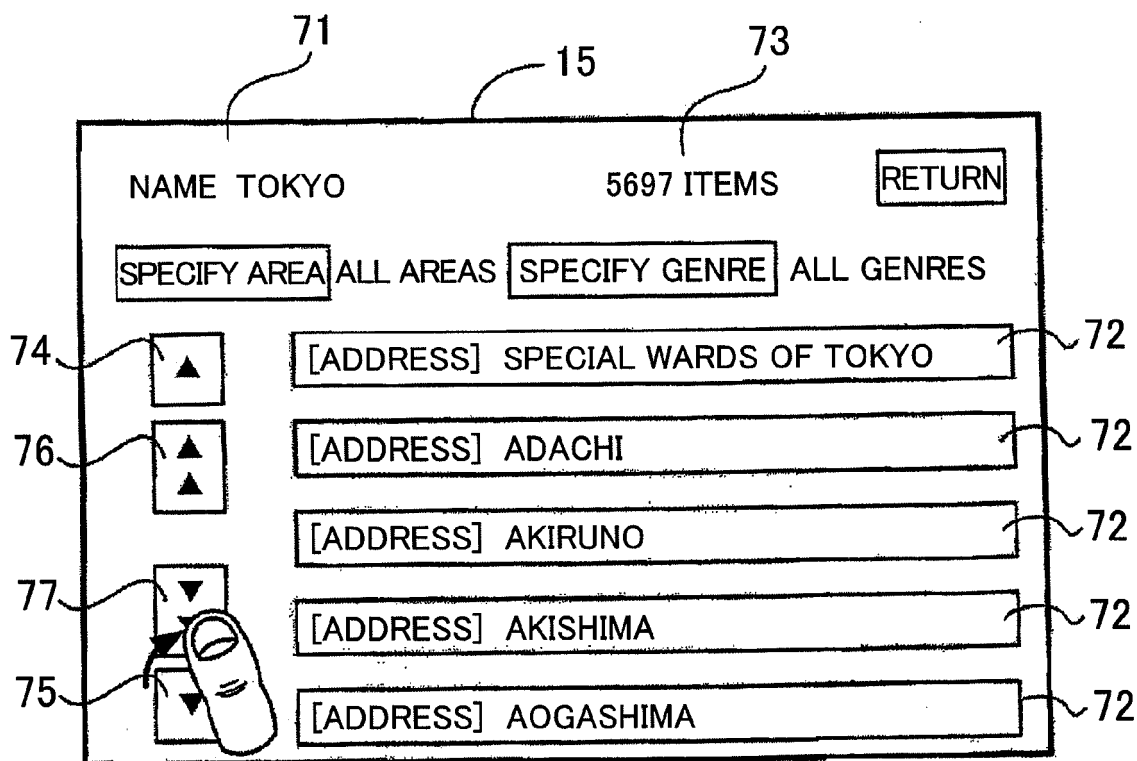 71
15
73
NAME TOKYO 5697 ITEMS RETURN
SPECIFY AREA ALL AREAS SPECIFY GENRE ALL GENRES
74 ▲ [ADDRESS] SPECIAL WARDS OF TOKYO 72
76 ▲▲ [ADDRESS] ADACHI 72
[ADDRESS] AKIRUNO 72
77 ▼ [ADDRESS] AKISHIMA 72
75 ▼ [ADDRESS] AOGASHIMA 72